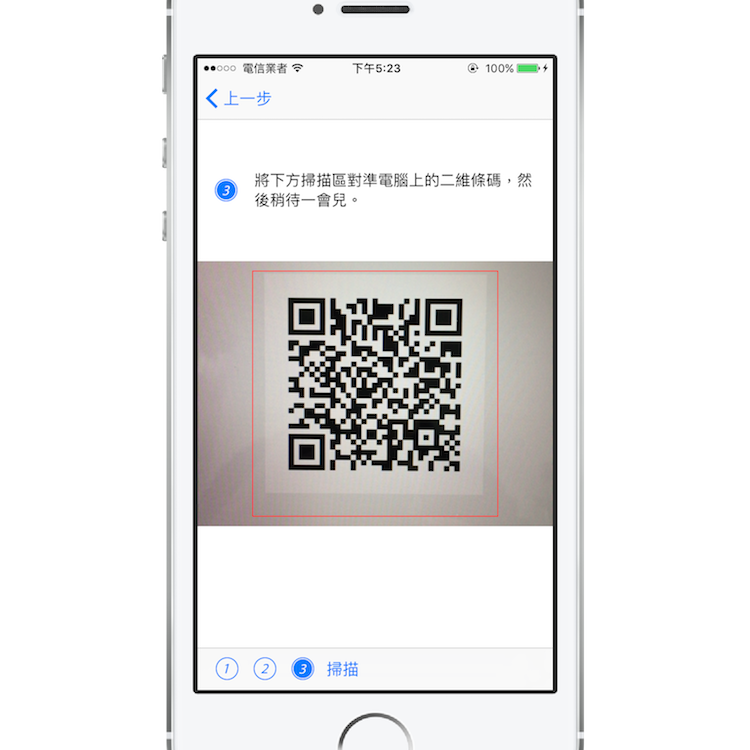 電信業者 下午5:23 100%
上一步
3 將下方掃描區對準電腦上的二維條碼，然
後稍待一會兒。
1 2 3 掃描